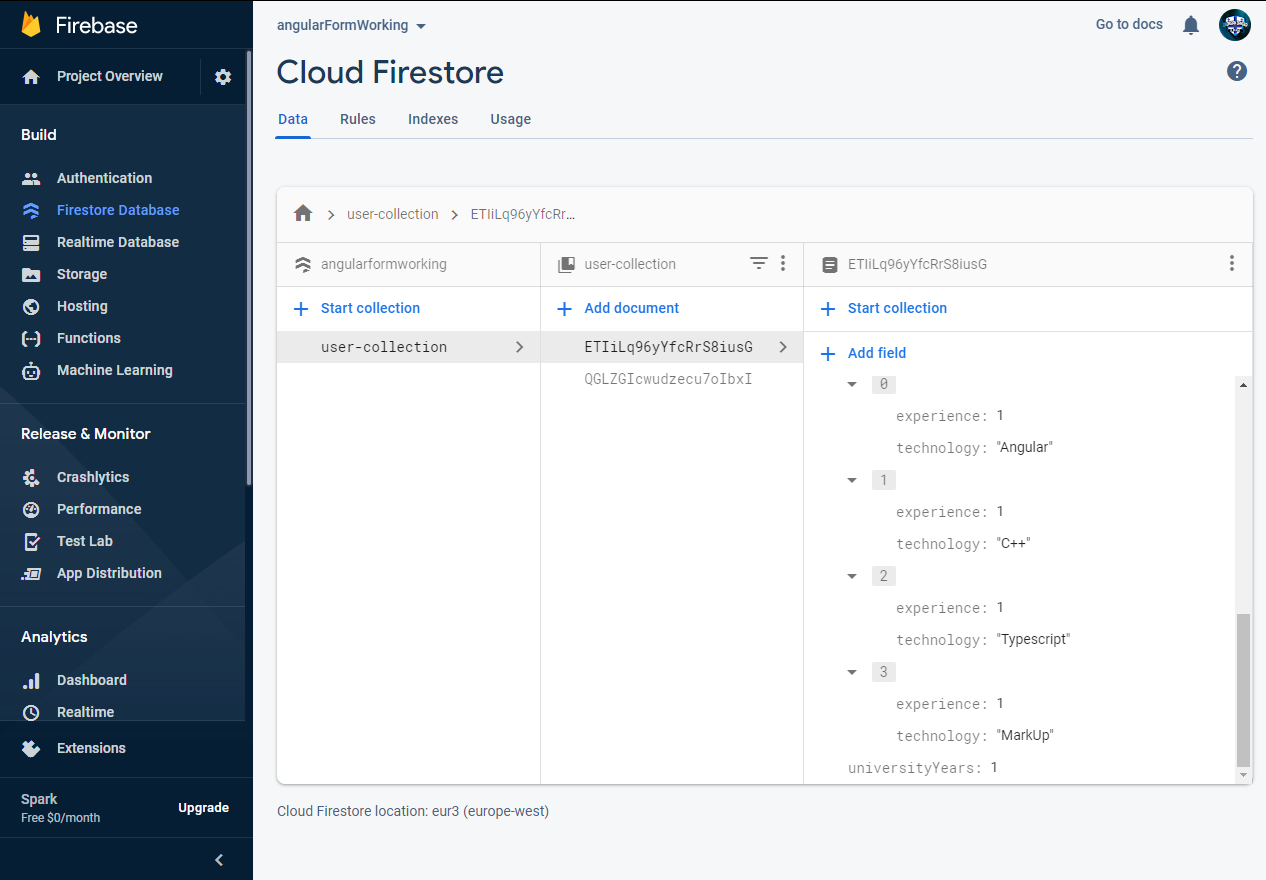 Firebase
Project Overview
Build
Authentication
Firestore Database
Realtime Database
Storage
Hosting
Functions
Machine Learning
Release & Monitor
Crashlytics
Performance
Test Lab
App Distribution
Analytics
Dashboard
Realtime
Extensions
Spark
Free $0/month
Upgrade
angularFormWorking
Go to docs
Cloud Firestore
Data Rules Indexes Usage
user-collection ETIiLq96yYfcRr...
angularformworking
Start collection
user-collection
user-collection
Add document
ETIiLq96yYfcRrS8iusG
QGLZGIcwudzecu7oIbxI
ETIiLq96yYfcRrS8iusG
Start collection
Add field
0
experience: 1
technology: "Angular"
1
experience: 1
technology: "C++"
2
experience: 1
technology: "Typescript"
3
experience: 1
technology: "MarkUp"
universityYears: 1
Cloud Firestore location: eur3 (europe-west)